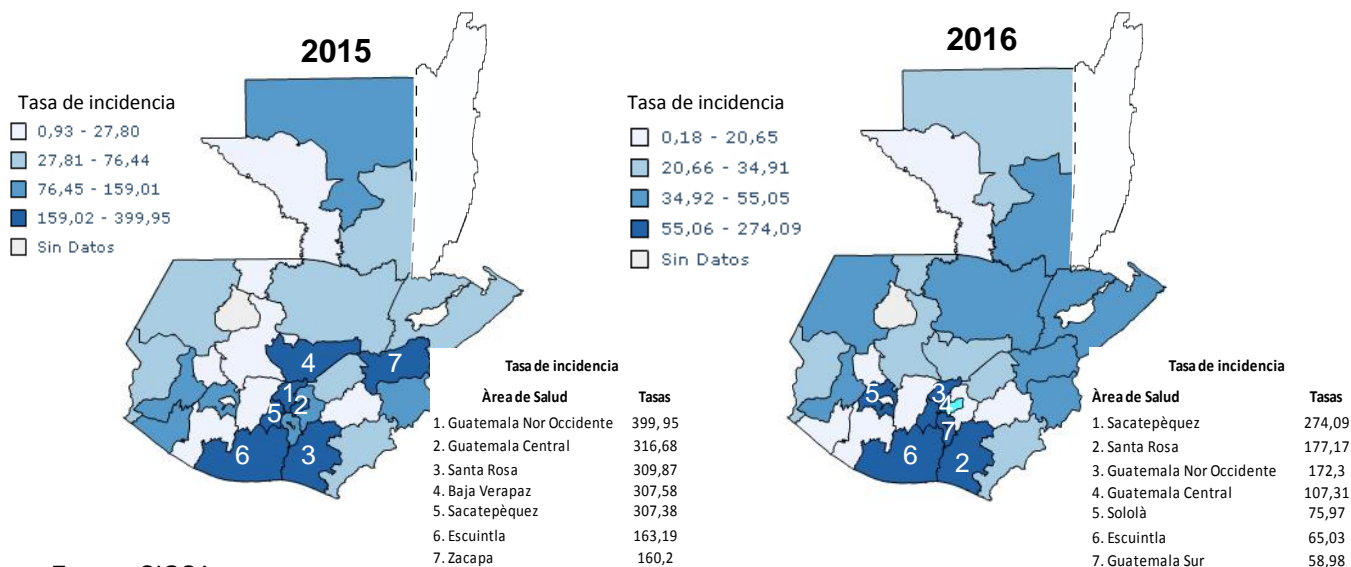 2015
Tasa de incidencia
0,93 - 27,80
27,81 - 76,44
76,45 - 159,01
159,02 - 399,95
Sin Datos
4
7
1
2
5
6
3
Tasa de incidencia
Àrea de Salud Tasas
1. Guatemala Nor Occidente 399,95
2. Guatemala Central 316,68
3. Santa Rosa 309,87
4. Baja Verapaz 307,58
5. Sacatepèquez 307,38
6. Escuintla 163,19
7. Zacapa 160,2
2016
Tasa de incidencia
0,18 - 20,65
20,66 - 34,91
34,92 - 55,05
55,06 - 274,09
Sin Datos
5
3
4
7
6
2
Tasa de incidencia
Àrea de Salud Tasas
1. Sacatepèquez 274,09
2. Santa Rosa 177,17
3. Guatemala Nor Occidente 172,3
4. Guatemala Central 107,31
5. Sololà 75,97
6. Escuintla 65,03
7. Guatemala Sur 58,98